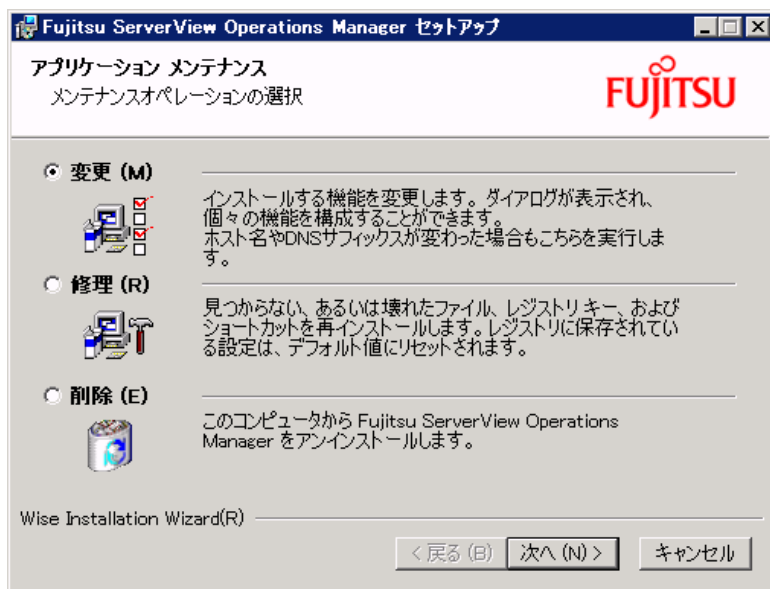 Fujitsu ServerView Operations Manager セットアップ
アプリケーション メンテナンス
メンテナンスオペレーションの選択
FUJITSU
変更 (M)
インストールする機能を変更します。ダイアログが表示され、
個々の機能を構成することができます。
ホスト名やDNSサフィックスが変わった場合もこちらを実行しま
す。
修理 (R)
見つからない、あるいは壊れたファイル、レジストリ キー、および
ショートカットを再インストールします。レジストリに保存されてい
る設定は、デフォルト値にリセットされます。
削除 (E)
このコンピュータから Fujitsu ServerView Operations
Manager をアンインストールします。
Wise Installation Wizard(R)
< 戻る (B)
次へ (N) >
キャンセル